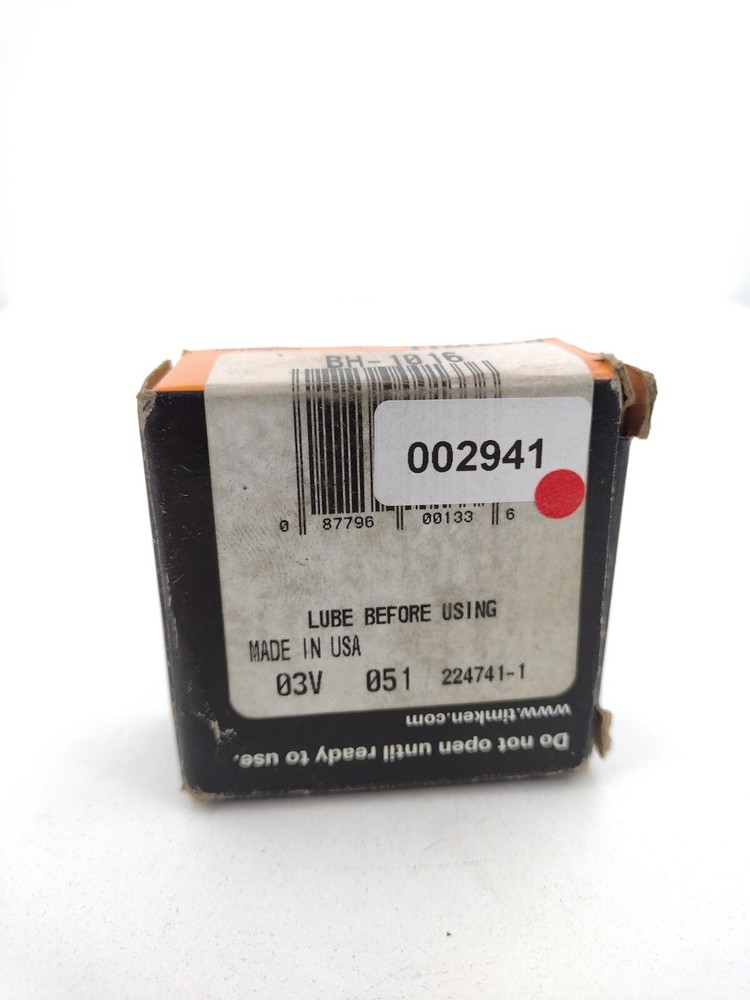 BH-1016
002941
0 87796 00133 6
LUBE BEFORE USING
MADE IN USA
03V 051 224741-1
www.timken.com
Do not open until ready to use.